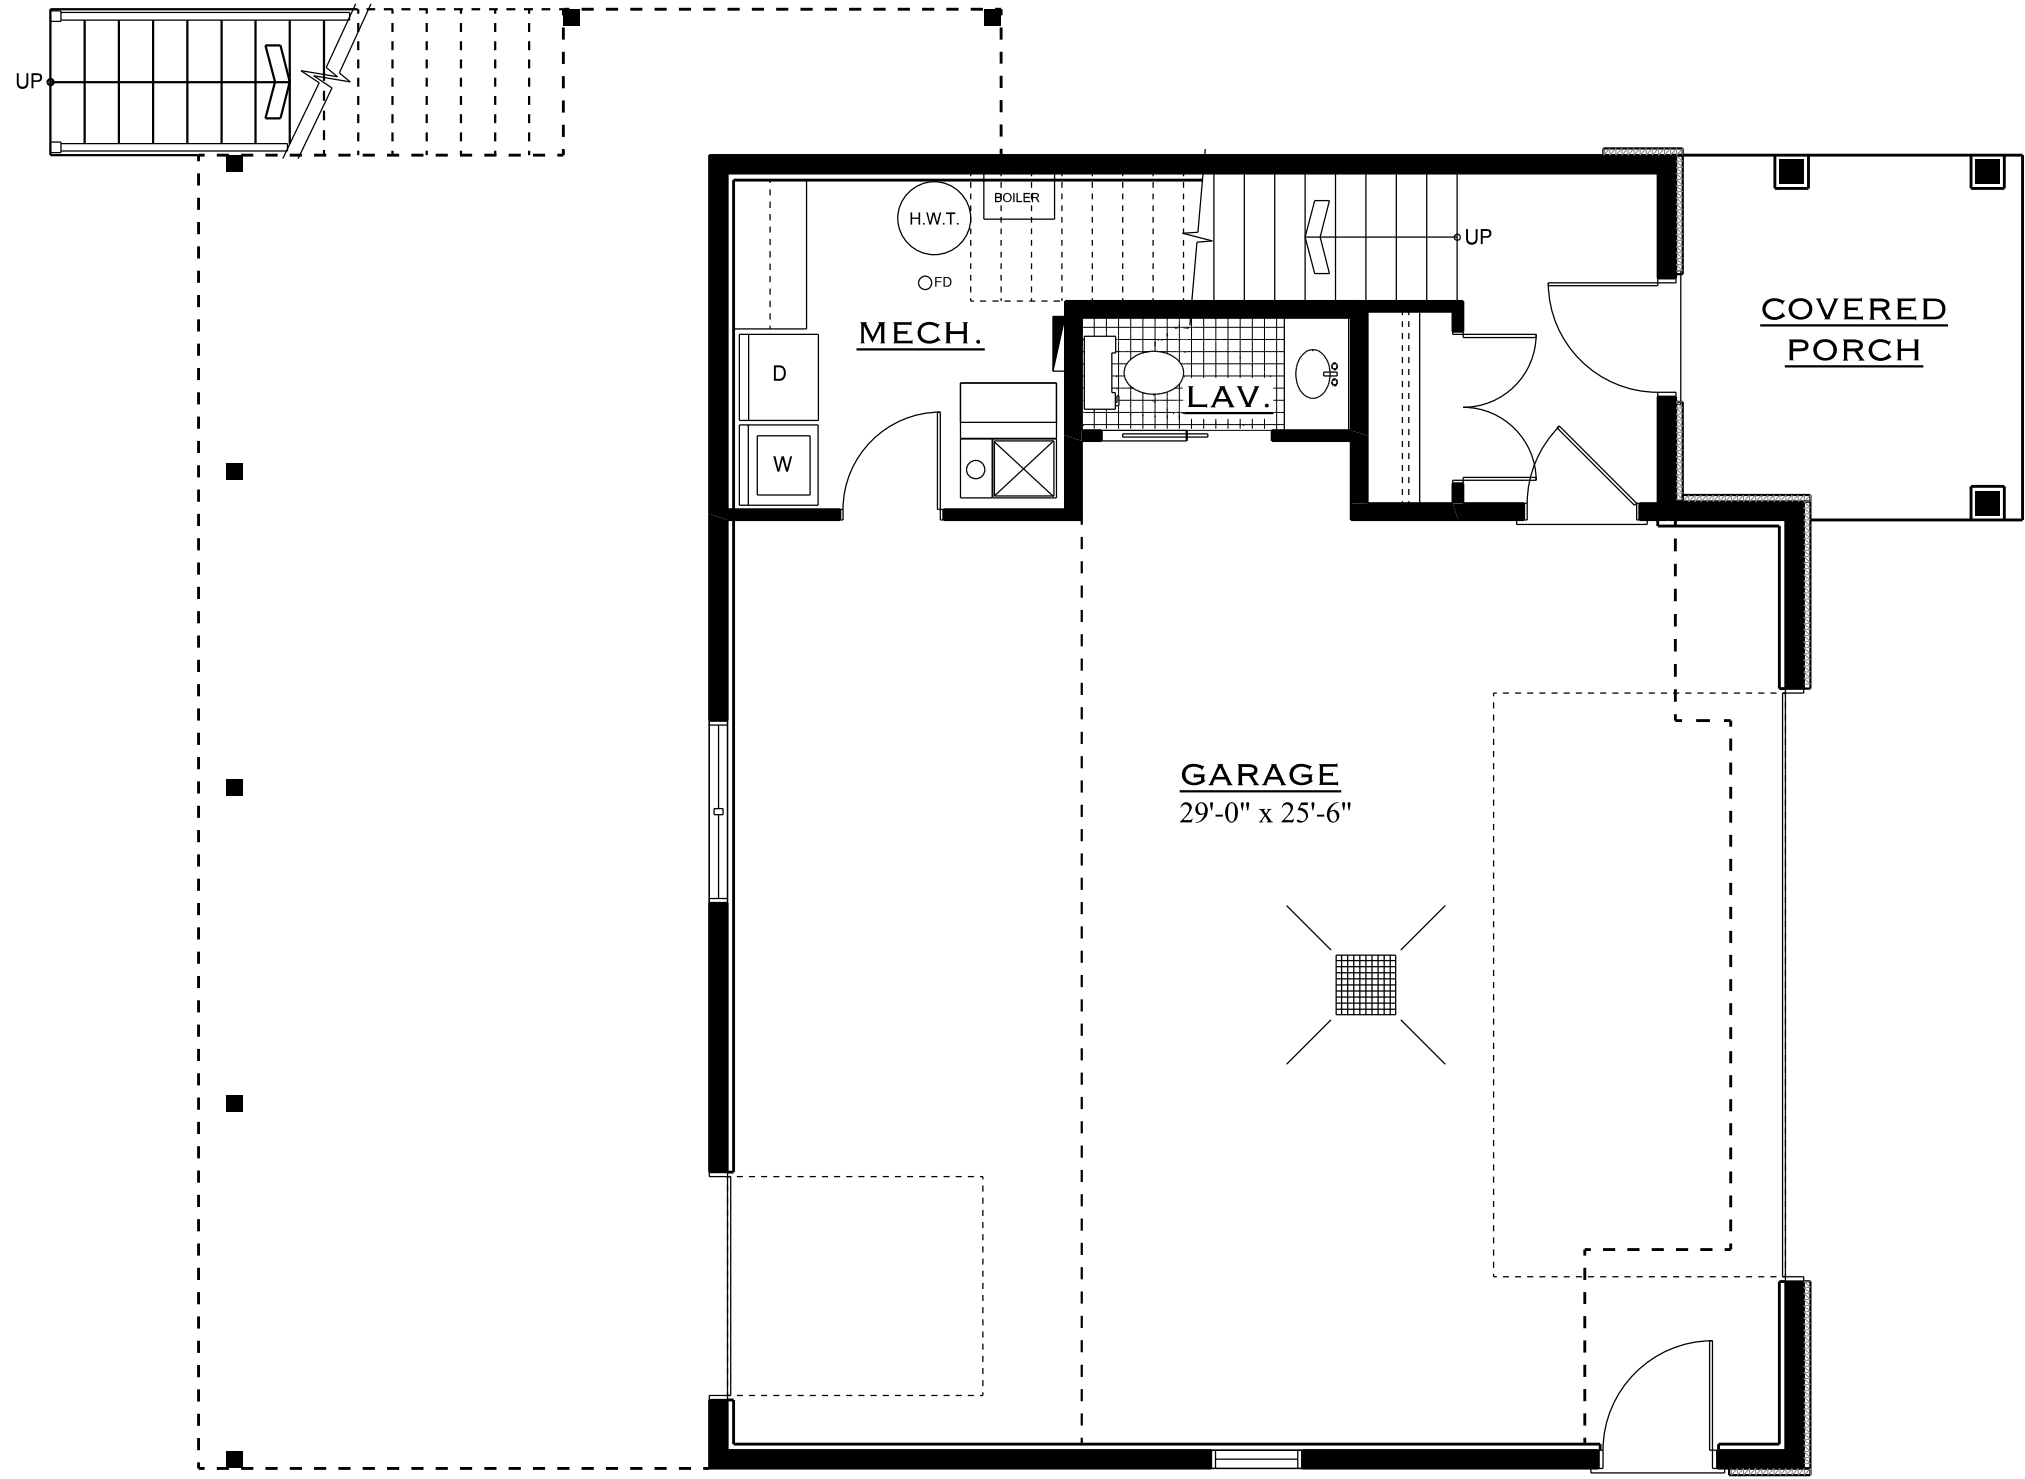 UP
BOILER
H.W.T.
UP
FD
COVERED
PORCH
MECH.
D
LAV.
W
GARAGE
29'-0" x 25'-6"